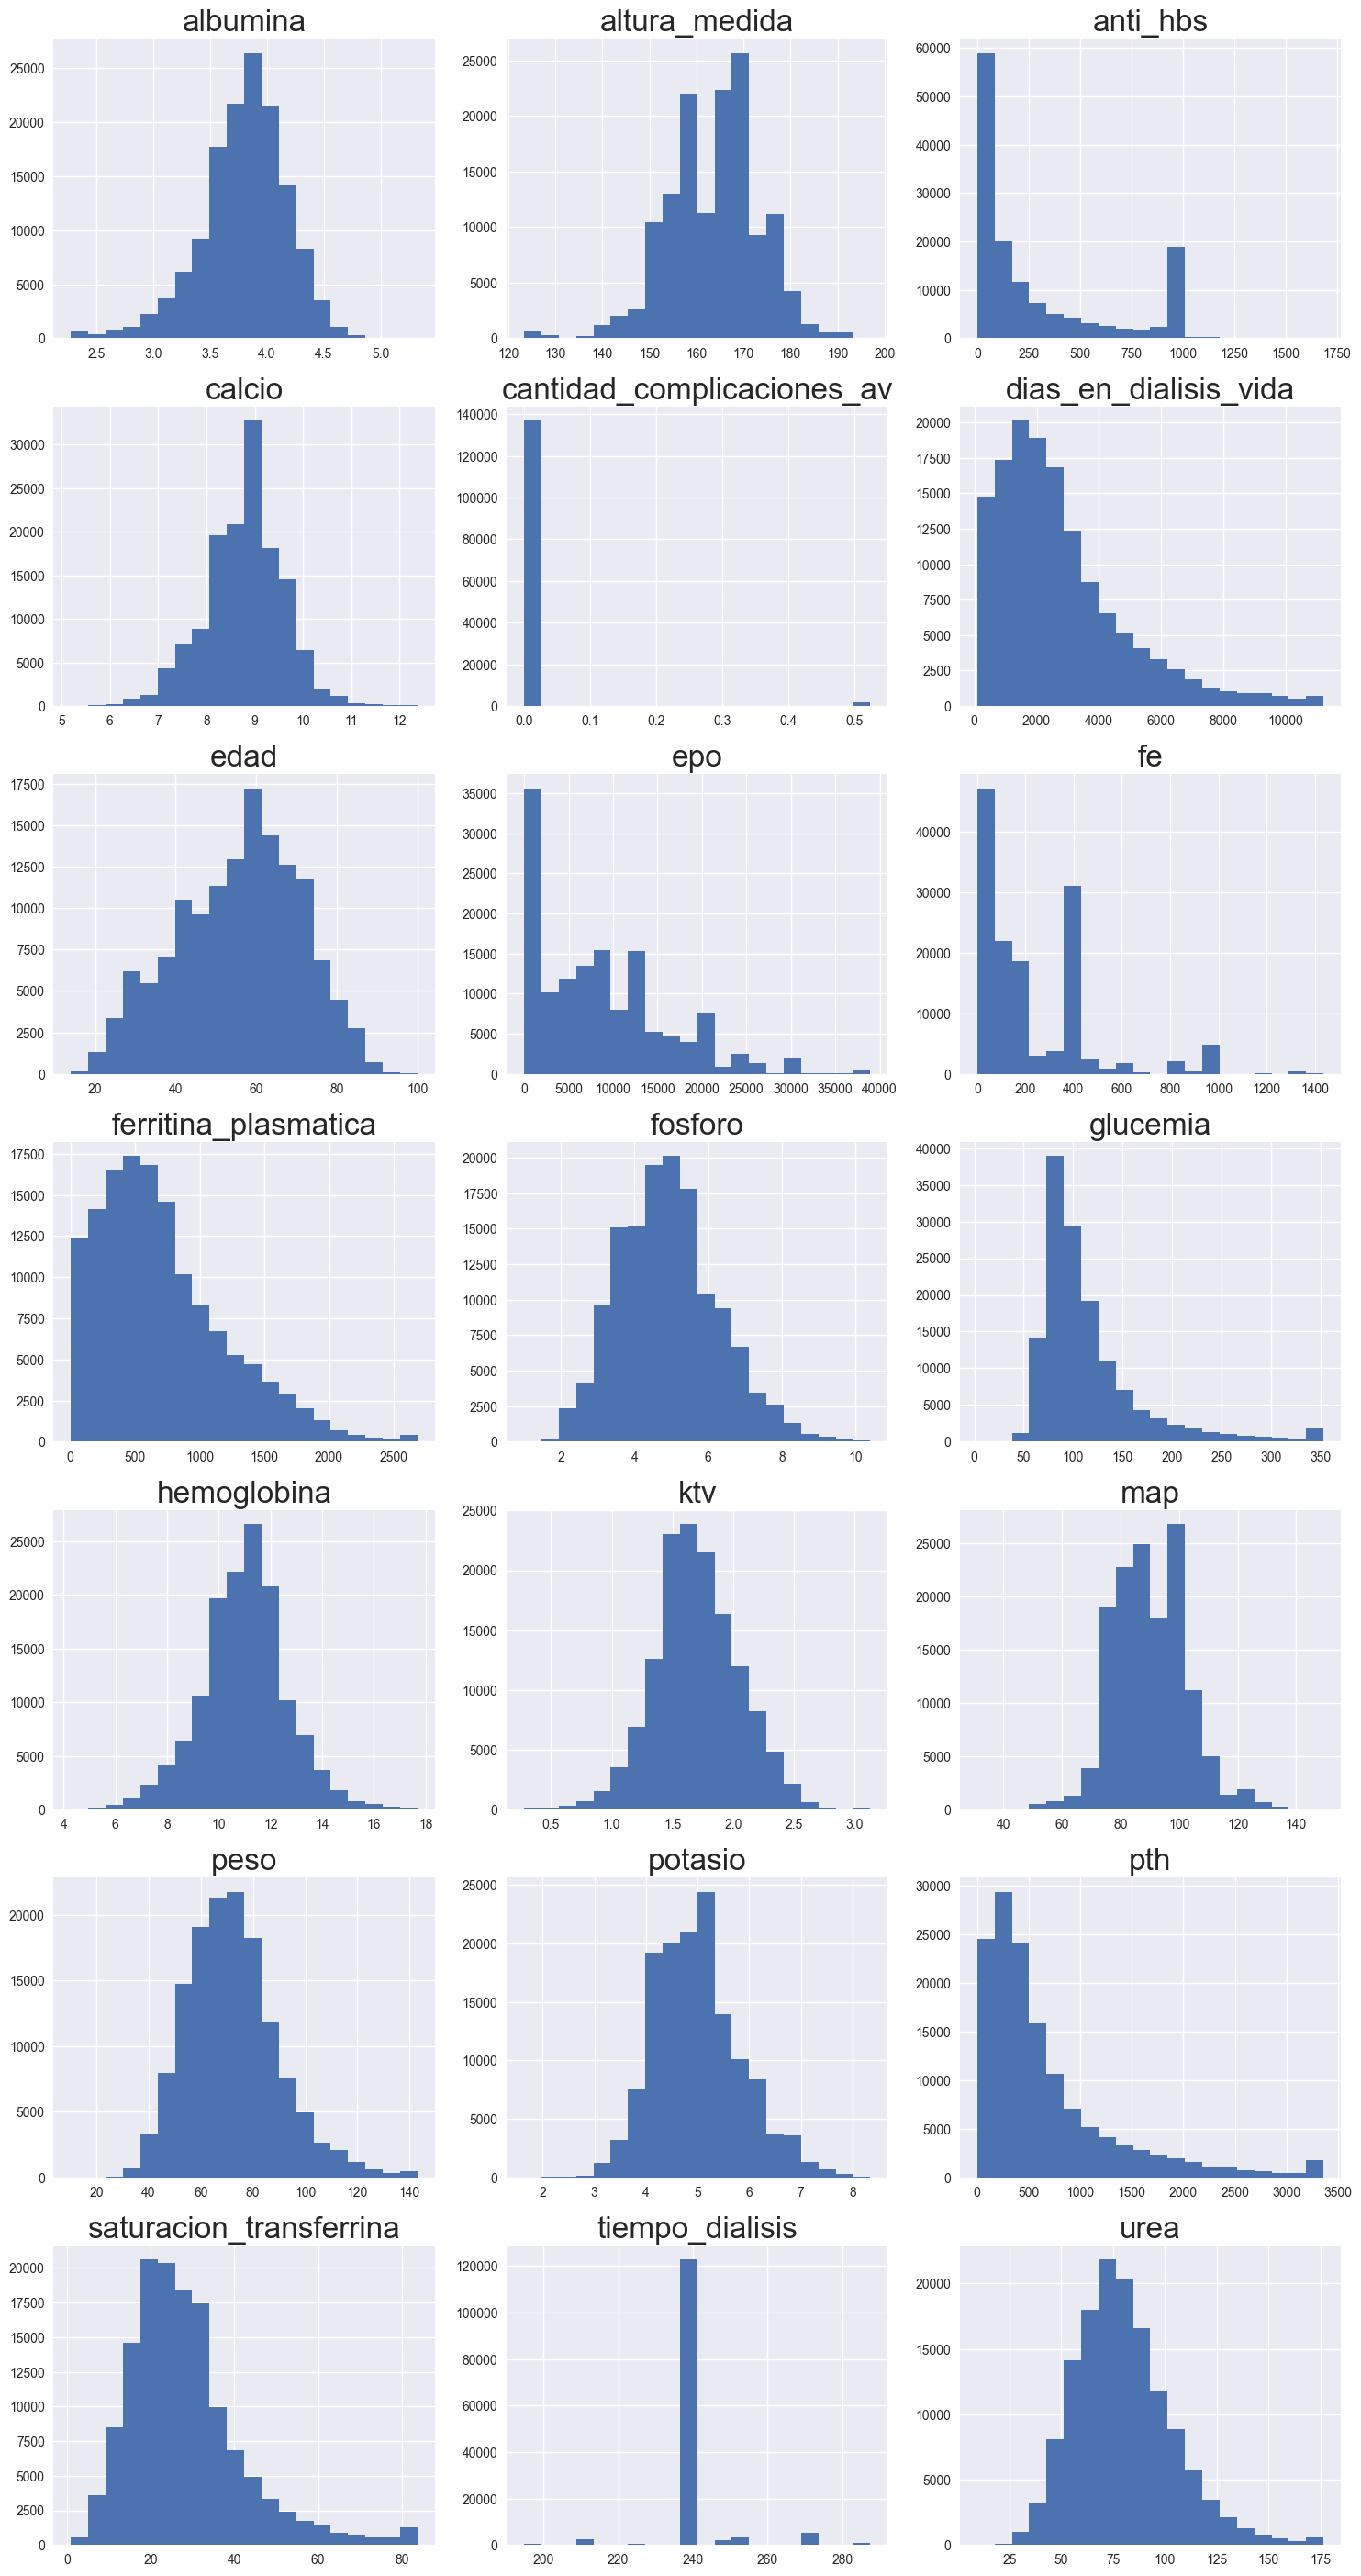 albumina altura_medida anti_hbs
25000 20000 15000 10000 5000 0
2.5 3.0 3.5 4.0 4.5 5.0
25000 20000 15000 10000 5000 0
120 130 140 150 160 170 180 190 200
60000 50000 40000 30000 20000 10000 0
0 250 500 750 1000 1250 1500 1750
calcio cantidad_complicaciones_av dias_en_dialisis_vida
30000 25000 20000 15000 10000 5000 0
5 6 7 8 9 10 11 12
140000 120000 100000 80000 60000 40000 20000 0
0.0 0.1 0.2 0.3 0.4 0.5
20000 17500 15000 12500 10000 7500 5000 2500 0
0 2000 4000 6000 8000 10000
edad epo fe
17500 15000 12500 10000 7500 5000 2500 0
20 40 60 80 100
35000 30000 25000 20000 15000 10000 5000 0
0 5000 10000 15000 20000 25000 30000 35000 40000
40000 30000 20000 10000 0
0 200 400 600 800 1000 1200 1400
ferritina_plasmatica fosforo glucemia
17500 15000 12500 10000 7500 5000 2500 0
0 500 1000 1500 2000 2500
20000 17500 15000 12500 10000 7500 5000 2500 0
2 4 6 8 10
40000 35000 30000 25000 20000 15000 10000 5000 0
0 50 100 150 200 250 300 350
hemoglobina ktv map
25000 20000 15000 10000 5000 0
4 6 8 10 12 14 16 18
25000 20000 15000 10000 5000 0
0.5 1.0 1.5 2.0 2.5 3.0
25000 20000 15000 10000 5000 0
40 60 80 100 120 140
peso potasio pth
20000 15000 10000 5000 0
20 40 60 80 100 120 140
25000 20000 15000 10000 5000 0
2 3 4 5 6 7 8
30000 25000 20000 15000 10000 5000 0
0 500 1000 1500 2000 2500 3000 3500
saturacion_transferrina tiempo_dialisis urea
20000 17500 15000 12500 10000 7500 5000 2500 0
0 20 40 60 80
120000 100000 80000 60000 40000 20000 0
200 220 240 260 280
20000 15000 10000 5000 0
25 50 75 100 125 150 175